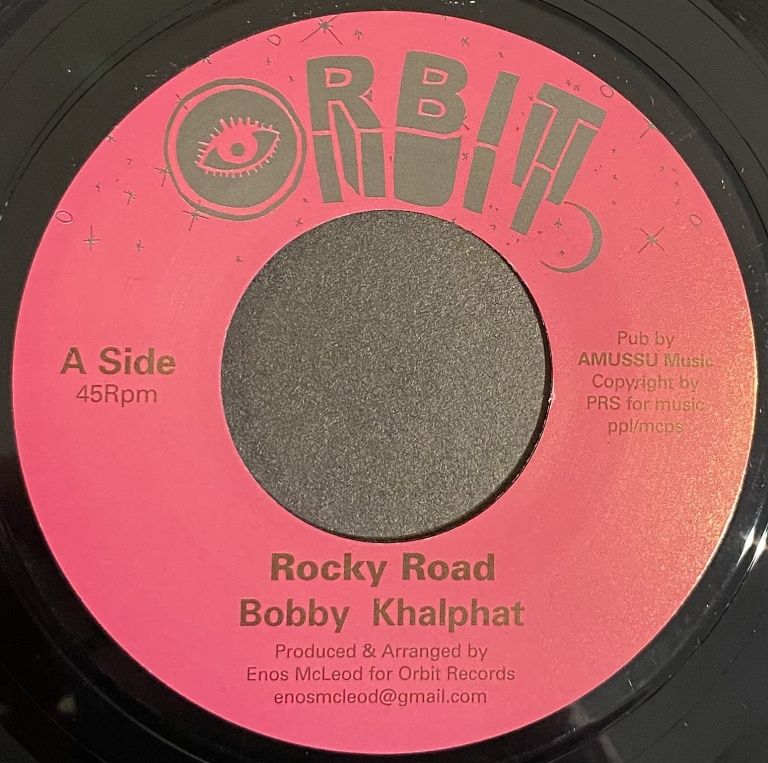 ORBIT
A Side
45Rpm
Pub by
AMUSSU Music
Copyright by
PRS for music
ppl/mcps
Rocky Road
Bobby Khalphat
Produced & Arranged by
Enos McLeod for Orbit Records
enosmcleod@gmail.com